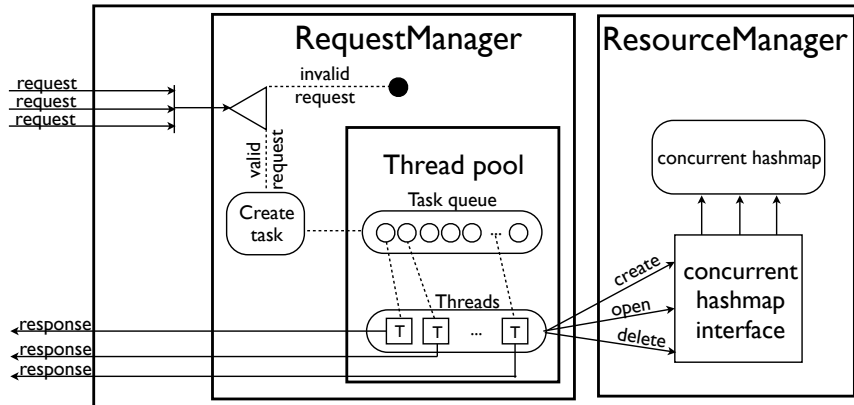 RequestManager
ResourceManager
request
request
request
invalid
request
valid
request
Thread pool
Task queue
...
Create
task
concurrent hashmap
create
open
delete
concurrent
hashmap
interface
Threads
T
T
...
T
response
response
response